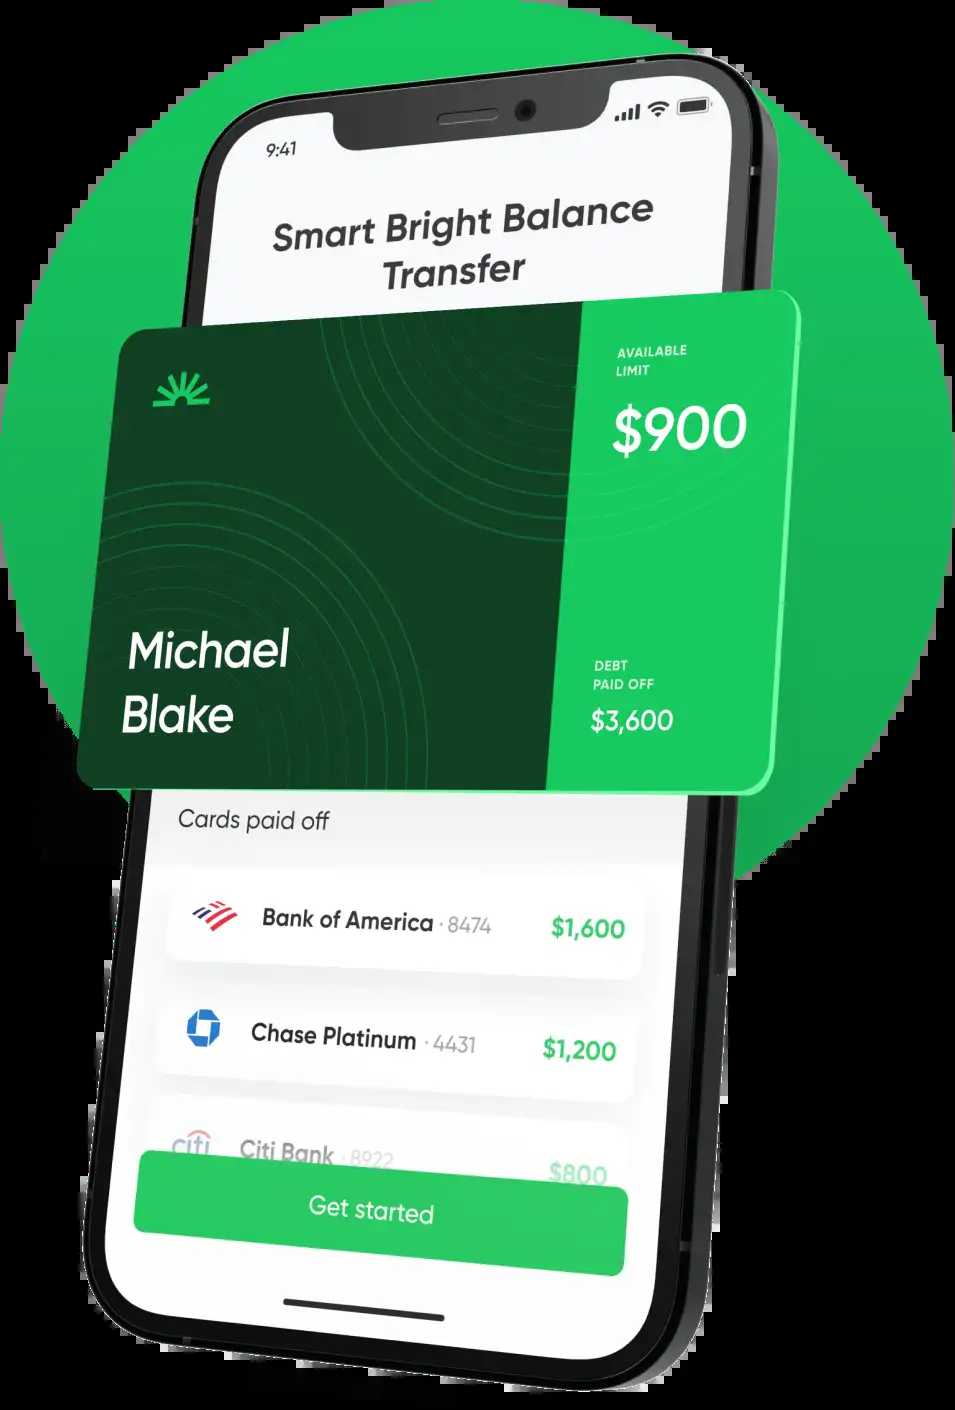 9:41
Smart Bright Balance
Transfer
AVAILABLE
LIMIT
$900
Michael
Blake
DEBT
PAID OFF
$3,600
Cards paid off
Bank of America · 8474 $1,600
Chase Platinum · 4431 $1,200
citi Citi Bank · 8922 $800
Get started